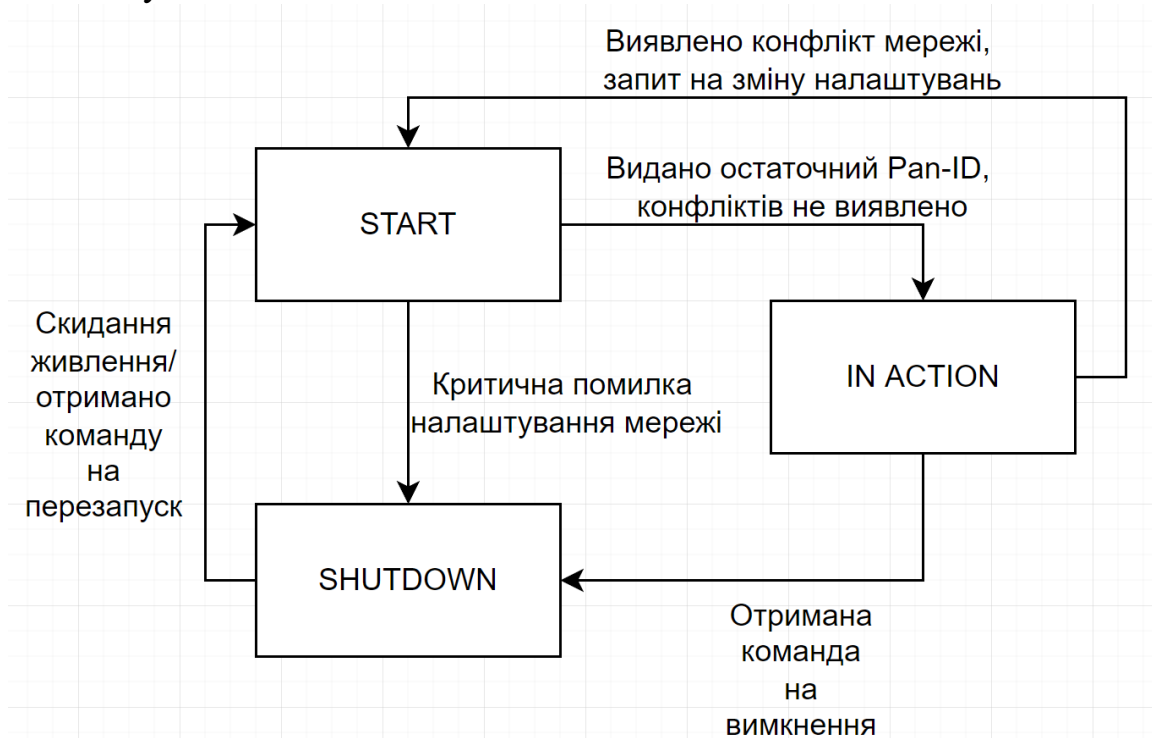 Виявлено конфлікт мережі,
запит на зміну налаштувань
Видано остаточний Pan-ID,
конфліктів не виявлено
START
Скидання
живлення/
отримано
команду
на
перезапуск
Критична помилка
налаштування мережі
IN ACTION
SHUTDOWN
Отримана
команда
на
вимкнення